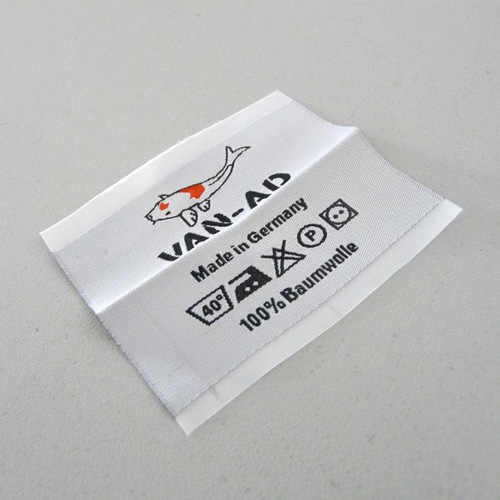 VAN-AD
Made in Germany
40° P
100% Baumwolle